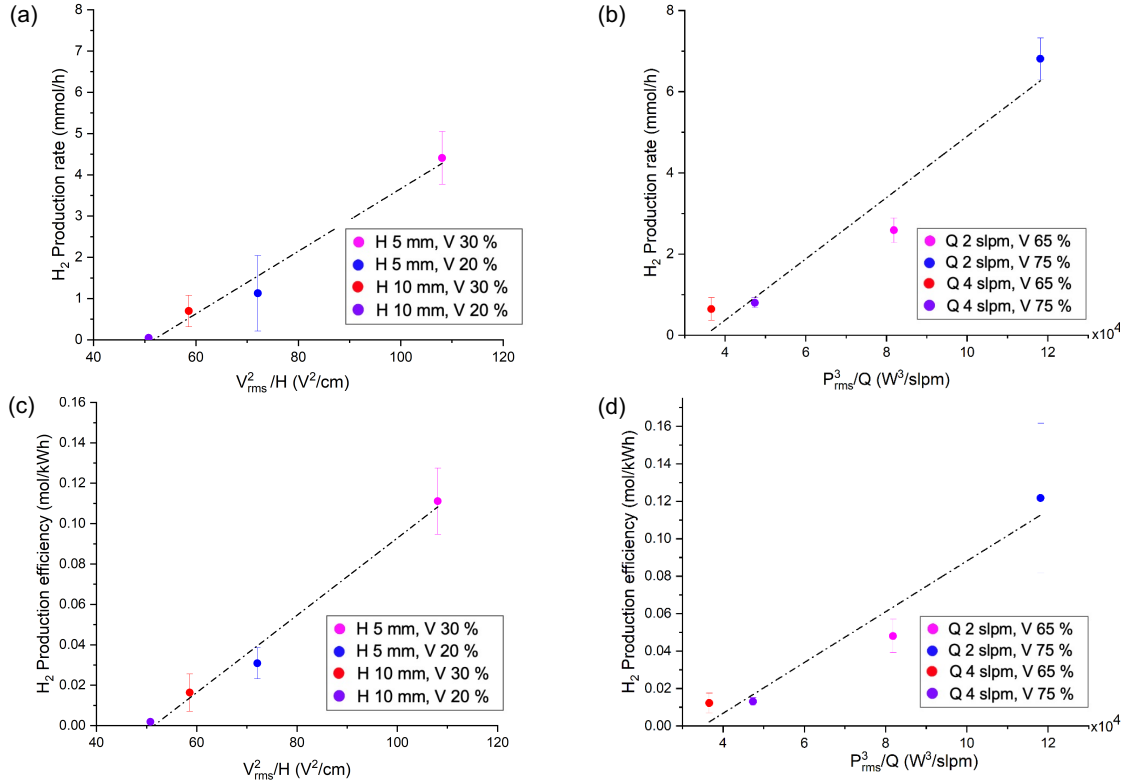 (a)
H₂ Production rate (mmol/h)
8
7
6
5
4
3
2
1
0
40 60 80 100 120
V²rms/H (V²/cm)
H 5 mm, V 30 %
H 5 mm, V 20 %
H 10 mm, V 30 %
H 10 mm, V 20 %
(b)
H₂ Production rate (mmol/h)
8
6
4
2
0
4 6 8 10 12
×10⁴
P³rms/Q (W³/slpm)
Q 2 slpm, V 65 %
Q 2 slpm, V 75 %
Q 4 slpm, V 65 %
Q 4 slpm, V 75 %
(c)
H₂ Production efficiency (mol/kWh)
0.16
0.14
0.12
0.10
0.08
0.06
0.04
0.02
0.00
40 60 80 100 120
V²rms/H (V²/cm)
H 5 mm, V 30 %
H 5 mm, V 20 %
H 10 mm, V 30 %
H 10 mm, V 20 %
(d)
H₂ Production efficiency (mol/kWh)
0.16
0.14
0.12
0.10
0.08
0.06
0.04
0.02
0.00
4 6 8 10 12
×10⁴
P³rms/Q (W³/slpm)
Q 2 slpm, V 65 %
Q 2 slpm, V 75 %
Q 4 slpm, V 65 %
Q 4 slpm, V 75 %